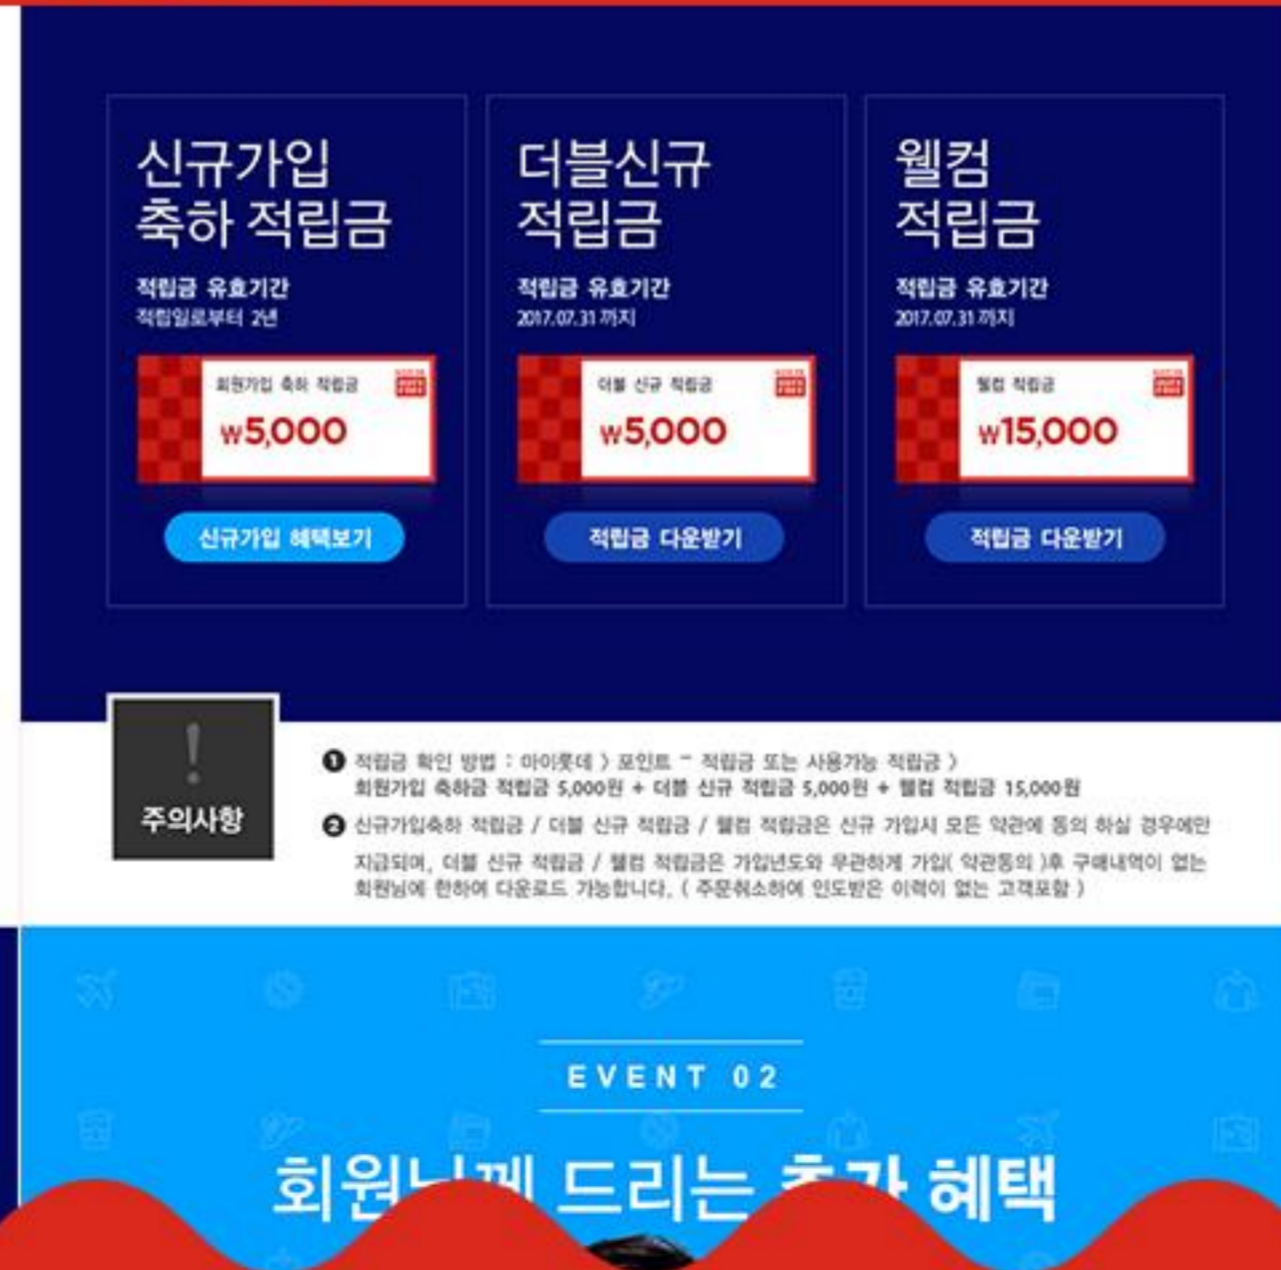 신규가입
축하 적립금
적립금 유효기간
적립일로부터 2년
회원가입 축하 적립금
₩5,000
신규가입 혜택보기
더블신규
적립금
적립금 유효기간
2017.07.31까지
더블 신규 적립금
₩5,000
적립금 다운받기
웰컴
적립금
적립금 유효기간
2017.07.31까지
웰컴 적립금
₩15,000
적립금 다운받기
!
주의사항
❶ 적립금 확인 방법 : 마이롯데 > 포인트 - 적립금 또는 사용가능 적립금 >
회원가입 축하금 적립금 5,000원 + 더블 신규 적립금 5,000원 + 웰컴 적립금 15,000원
❷ 신규가입축하 적립금 / 더블 신규 적립금 / 웰컴 적립금은 신규 가입시 모든 약관에 동의 하실 경우에만
지급되며, 더블 신규 적립금 / 웰컴 적립금은 가입년도와 무관하게 가입( 약관동의 )후 구매내역이 없는
회원님에 한하여 다운로드 가능합니다. ( 주문취소하여 인도받은 이력이 없는 고객포함 )
EVENT 02
회원님께 드리는 추가 혜택